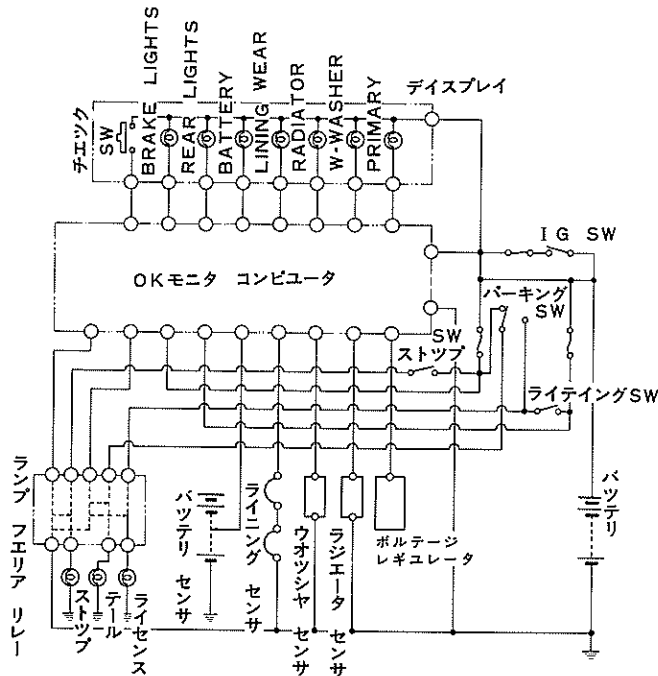 BRAKE LIGHTS
REAR LIGHTS
BATTERY
LINING WEAR
RADIATOR
W-WASHER
PRIMARY
デイスプレイ
チエツク
SW
OKモニタ コンピユータ
IG SW
パーキング
SW
SW
ストツプ
ライテイングSW
ランプ フエリア リレー
ストツプ
テール
ライセンス
バツテリ センサ
ライニング センサ
ウオツシヤ センサ
ラジエータ センサ
ボルテージ
レギユレータ
バツテリ